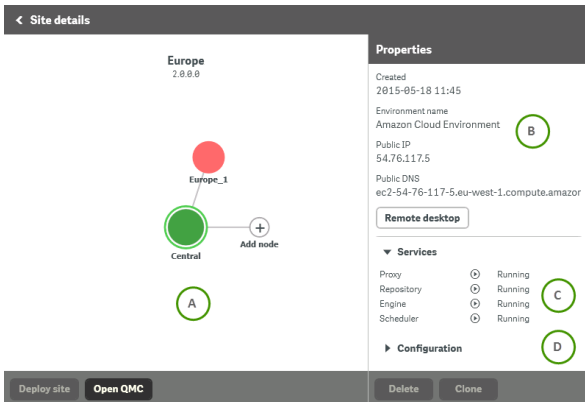 Site details
Europe
2.0.0.0
Europe_1
Central
Add node
A
Deploy site
Open QMC
Properties
Created
2015-05-18 11:45
Environment name
Amazon Cloud Environment
B
Public IP
54.76.117.5
Public DNS
ec2-54-76-117-5.eu-west-1.compute.amazor
Remote desktop
Services
Proxy Running
Repository Running
Engine Running
Scheduler Running
C
Configuration
D
Delete
Clone